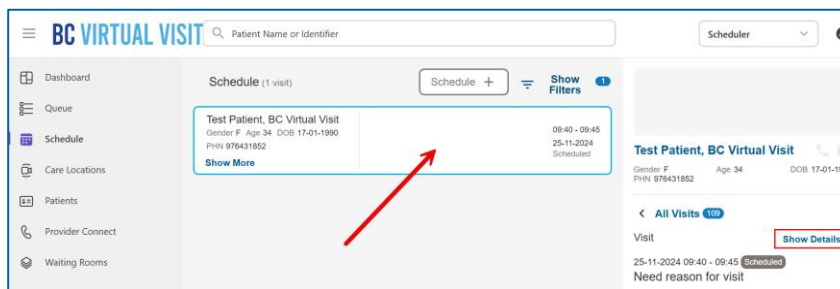 BC VIRTUAL VISIT
Patient Name or Identifier
Scheduler
Dashboard
Queue
Schedule
Care Locations
Patients
Provider Connect
Waiting Rooms
Schedule (1 visit)
Schedule +
Show Filters 1
Test Patient, BC Virtual Visit
Gender F Age 34 DOB 17-01-1990
PHN 976431852
Show More
09:40 - 09:45
25-11-2024
Scheduled
Test Patient, BC Virtual Visit
Gender F Age 34 DOB 17-01-19
PHN 976431852
< All Visits 109
Visit Show Details
25-11-2024 09:40 - 09:45 Scheduled
Need reason for visit